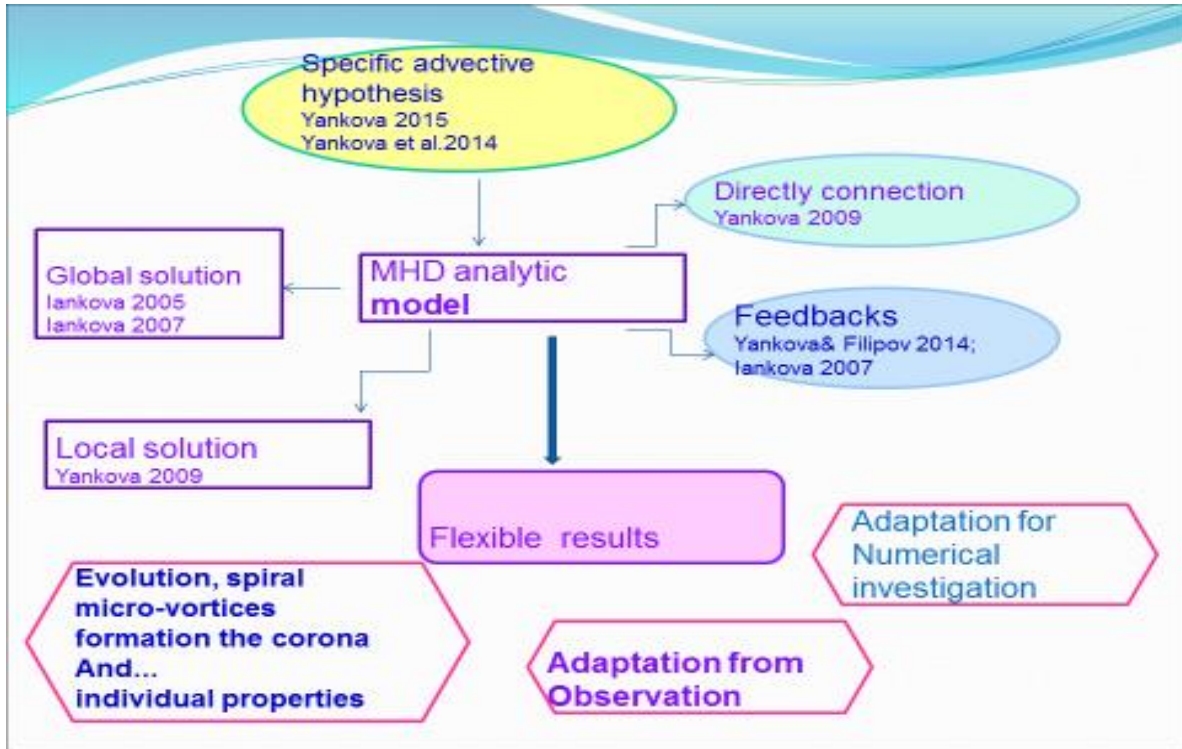 Specific advective
hypothesis
Yankova 2015
Yankova et al.2014
Directly connection
Yankova 2009
Global solution
Iankova 2005
Iankova 2007
MHD analytic
model
Feedbacks
Yankova& Filipov 2014;
Iankova 2007
Local solution
Yankova 2009
Flexible results
Adaptation for
Numerical
investigation
Evolution, spiral
micro-vortices
formation the corona
And...
individual properties
Adaptation from
Observation